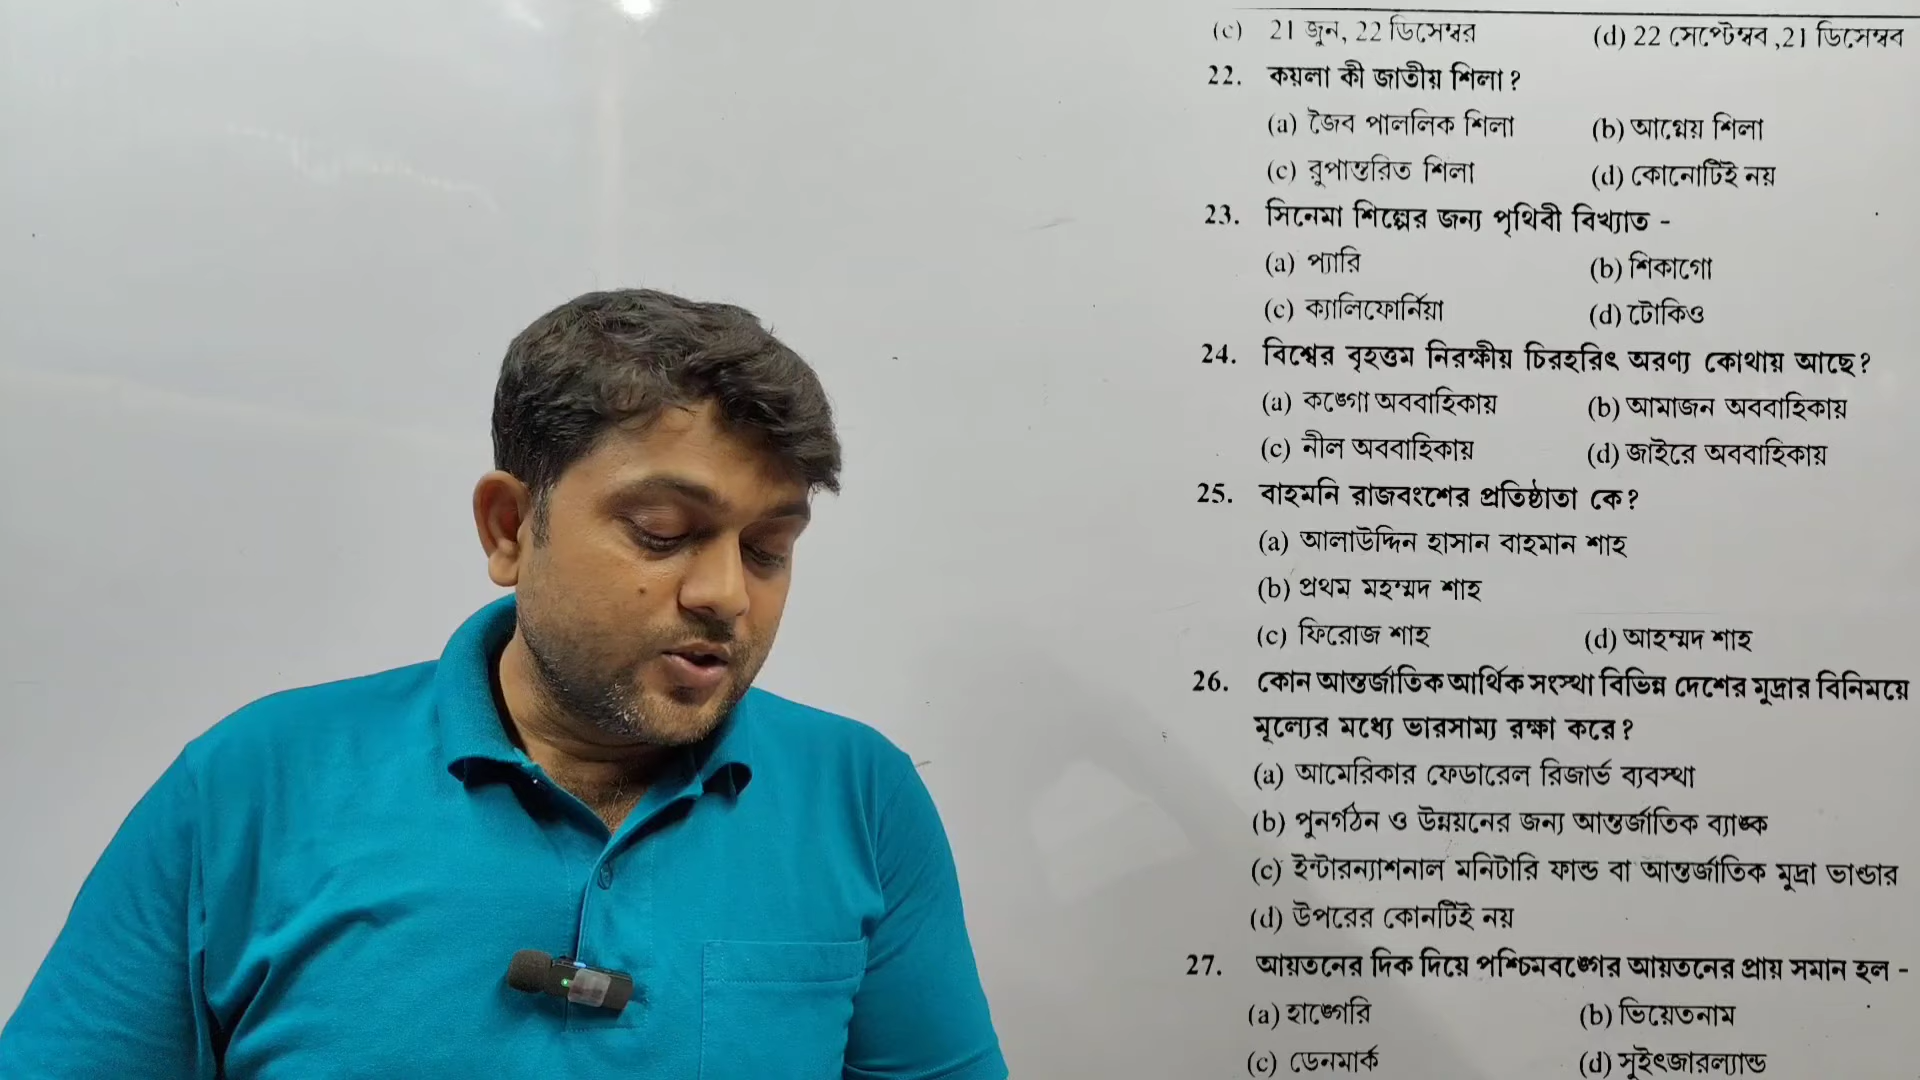 (c) 21 জুন, 22 ডিসেম্বর (d) 22 সেপ্টেম্বব ,21 ডিসেম্বব
22. কয়লা কী জাতীয় শিলা ?
(a) জৈব পাললিক শিলা (b) আগ্নেয় শিলা
(c) রুপান্তরিত শিলা (d) কোনোটিই নয়
23. সিনেমা শিল্পের জন্য পৃথিবী বিখ্যাত -
(a) প্যারি (b) শিকাগো
(c) ক্যালিফোর্নিয়া (d) টোকিও
24. বিশ্বের বৃহত্তম নিরক্ষীয় চিরহরিৎ অরণ্য কোথায় আছে ?
(a) কঙ্গো অববাহিকায় (b) আমাজন অববাহিকায়
(c) নীল অববাহিকায় (d) জাইরে অববাহিকায়
25. বাহমনি রাজবংশের প্রতিষ্ঠাতা কে ?
(a) আলাউদ্দিন হাসান বাহমান শাহ
(b) প্রথম মহম্মদ শাহ
(c) ফিরোজ শাহ (d) আহম্মদ শাহ
26. কোন আন্তর্জাতিক আর্থিক সংস্থা বিভিন্ন দেশের মুদ্রার বিনিময়ে
মূল্যের মধ্যে ভারসাম্য রক্ষা করে ?
(a) আমেরিকার ফেডারেল রিজার্ভ ব্যবস্থা
(b) পুনর্গঠন ও উন্নয়নের জন্য আন্তর্জাতিক ব্যাঙ্ক
(c) ইন্টারন্যাশনাল মনিটারি ফান্ড বা আন্তর্জাতিক মুদ্রা ভাণ্ডার
(d) উপরের কোনটিই নয়
27. আয়তনের দিক দিয়ে পশ্চিমবঙ্গের আয়তনের প্রায় সমান হল -
(a) হাঙ্গেরি (b) ভিয়েতনাম
(c) ডেনমার্ক (d) সুইৎজারল্যান্ড